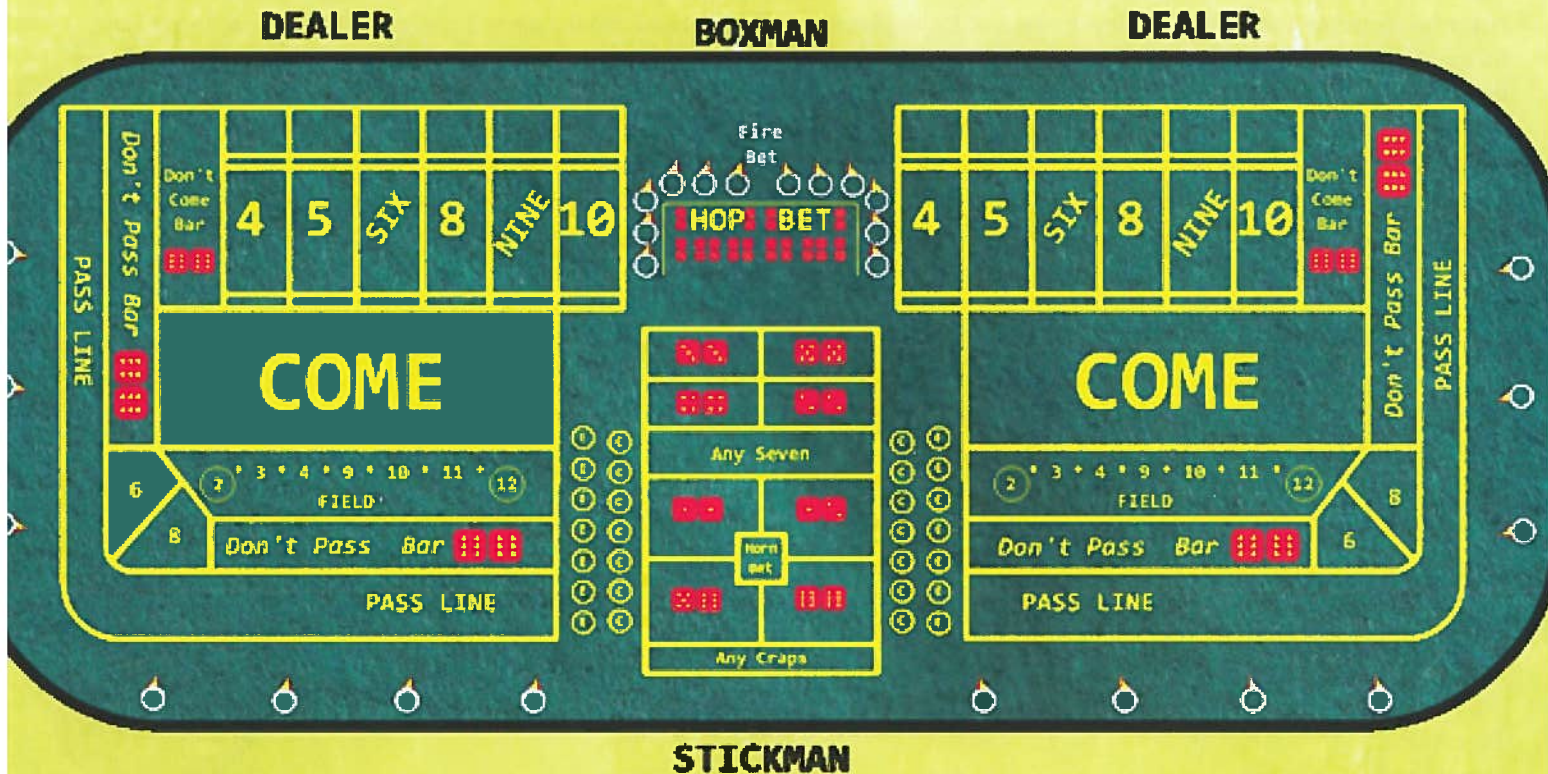 DEALER
BOXMAN
DEALER
Fire
Bet
HOP BET
PASS LINE
Don't Pass Bar
Don't
Come
Bar
4 5 SIX 8 NINE 10
4 5 SIX 8 NINE 10
Don't
Come
Bar
Don't Pass Bar
PASS LINE
COME
COME
Any Seven
6
8
2 * 3 * 4 * 9 * 10 * 11 * 12
FIELD
Don't Pass Bar
PASS LINE
Horn
Bet
Any Craps
2 * 3 * 4 * 9 * 10 * 11 * 12
FIELD
8
6
Don't Pass Bar
PASS LINE
STICKMAN